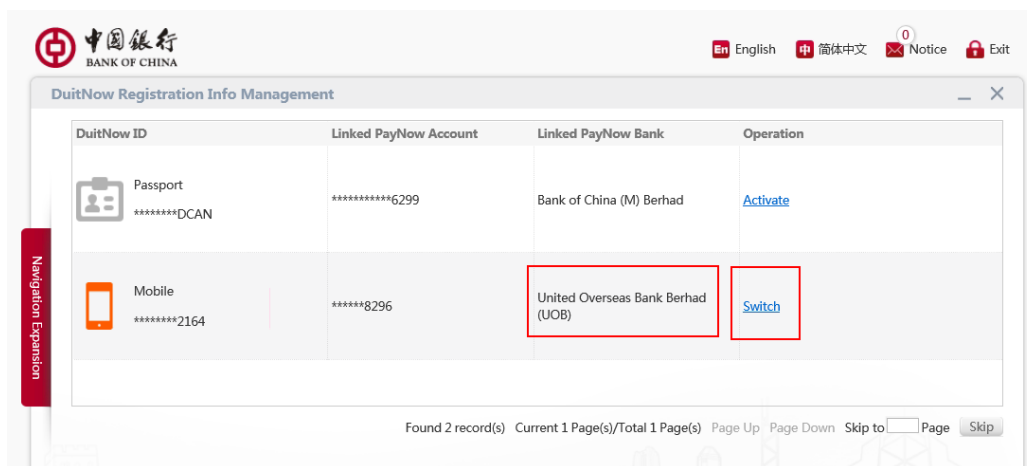 中国銀行
BANK OF CHINA
En English 中 简体中文 0 Notice Exit
DuitNow Registration Info Management
DuitNow ID Linked PayNow Account Linked PayNow Bank Operation
Passport
********DCAN
***********6299
Bank of China (M) Berhad
Activate
Mobile
********2164
******8296
United Overseas Bank Berhad
(UOB)
Switch
Navigation Expansion
Found 2 record(s) Current 1 Page(s)/Total 1 Page(s) Page Up Page Down Skip to Page Skip